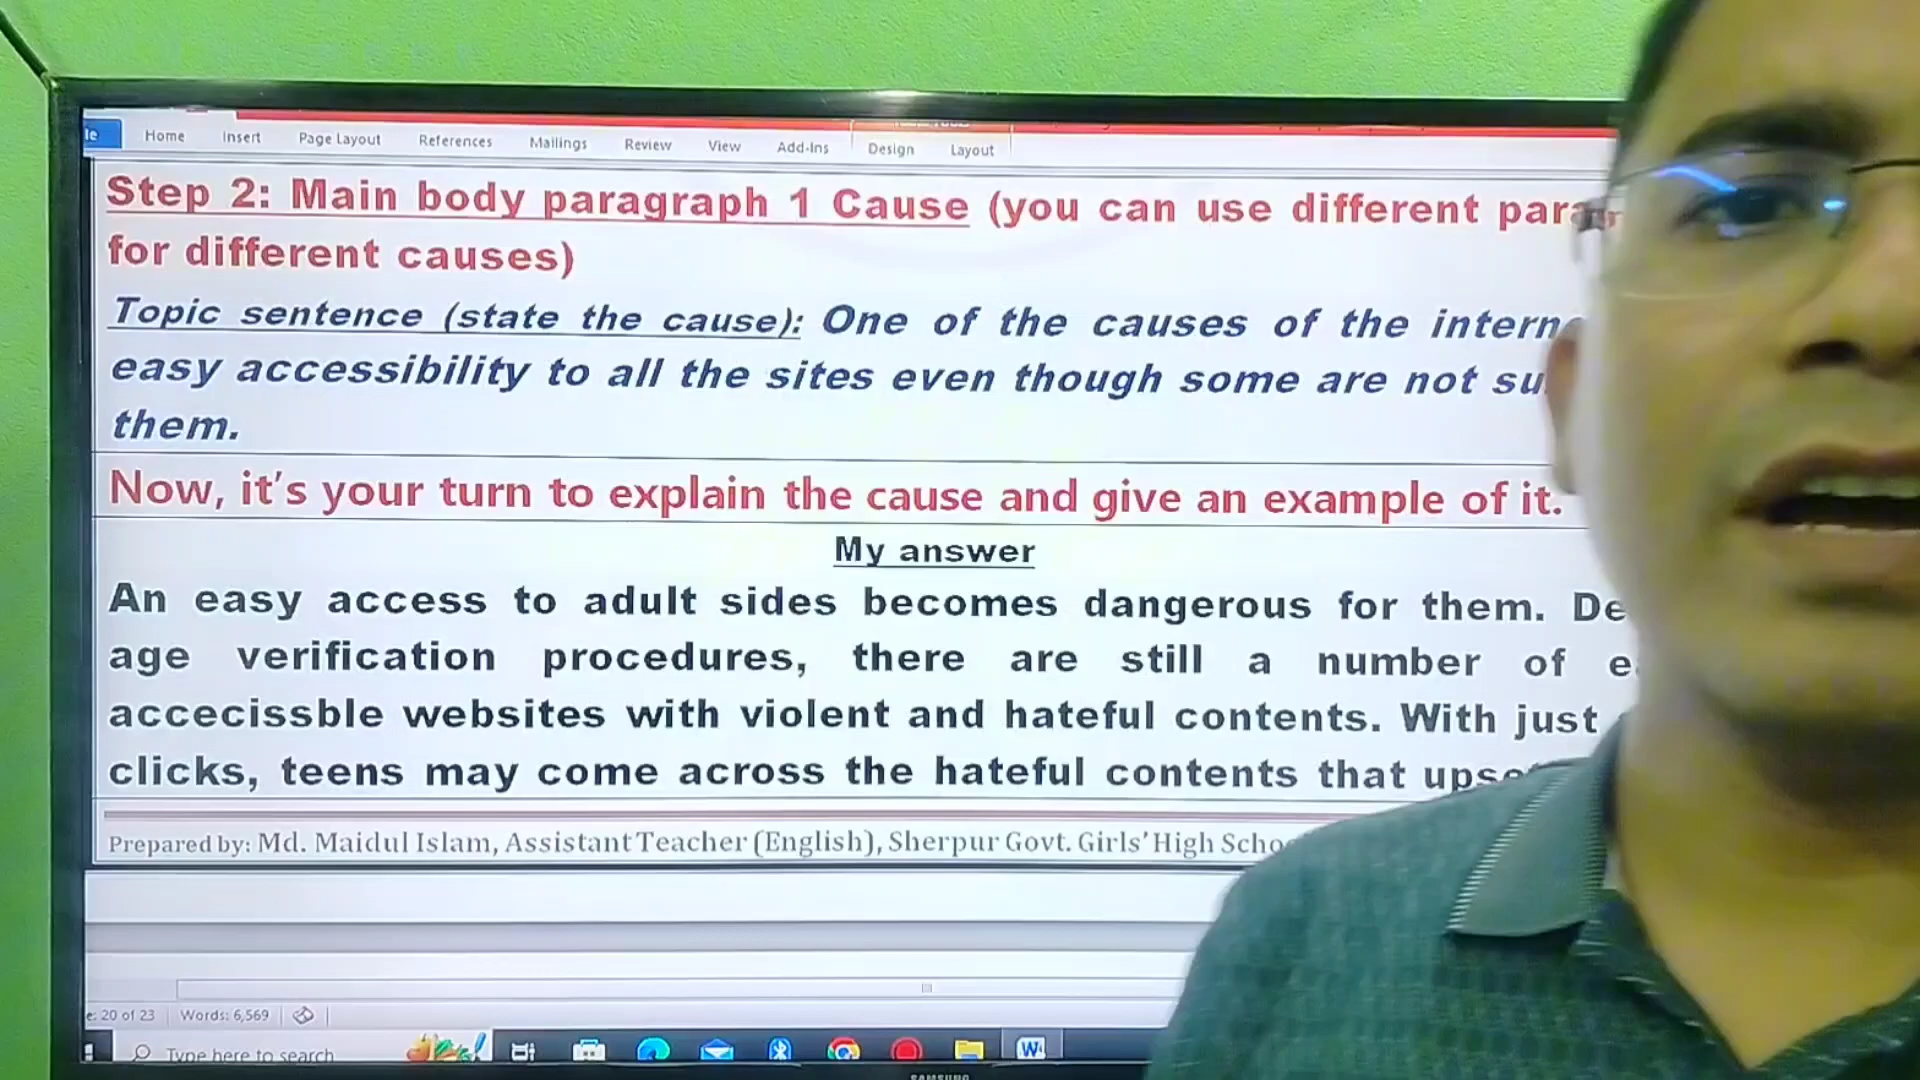 Home Insert Page Layout References Mailings Review View Add-Ins Design Layout
Step 2: Main body paragraph 1 Cause (you can use different
for different causes)
Topic sentence (state the cause): One of the causes of the
easy accessibility to all the sites even though some are not
them.
Now, it's your turn to explain the cause and give an example of it.
My answer
An easy access to adult sides becomes dangerous for them.
age verification procedures, there are still a number of
accecissble websites with violent and hateful contents. With just
clicks, teens may come across the hateful contents that
Prepared by: Md. Maidul Islam, Assistant Teacher (English), Sherpur Govt. Girls' High
20 of 23 Words: 6,569
Type here to search
SAMSUNG